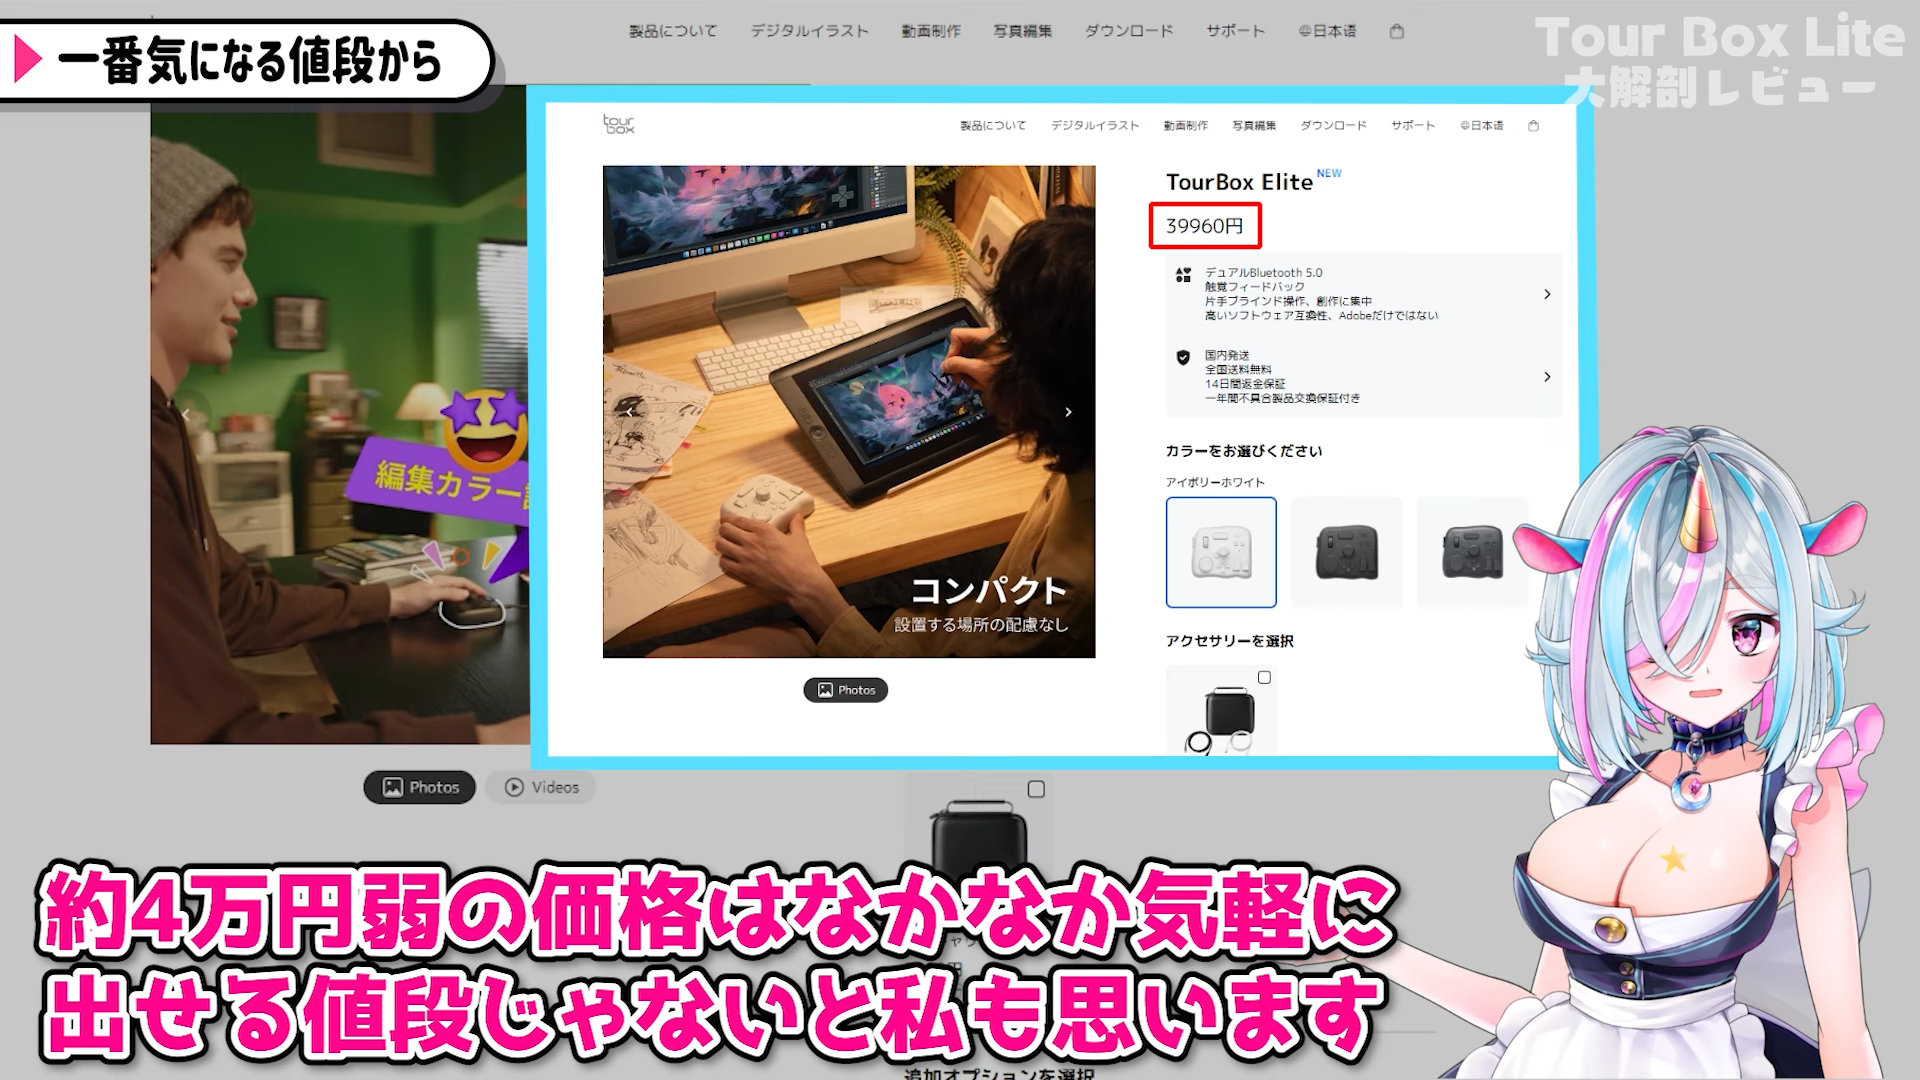 製品について デジタルイラスト 動画制作 写真編集 ダウンロード サポート 日本语
一番気になる値段から
Tour Box Lite
大解剖レビュー
tour
box
製品について デジタルイラスト 動画制作 写真編集 ダウンロード サポート 日本语
TourBox Elite NEW
39960円
デュアルBluetooth 5.0
触覚フィードバック
片手ブラインド操作、創作に集中
高いソフトウェア互換性、Adobeだけではない
国内発送
全国送料無料
14日間返金保証
一年間不具合製品交換保証付き
カラーをお選びください
アイボリーホワイト
アクセサリーを選択
コンパクト
設置する場所の配慮なし
Photos
編集カラー
Photos Videos
約4万円弱の価格はなかなか気軽に
出せる値段じゃないと私も思います
追加オプションを選択